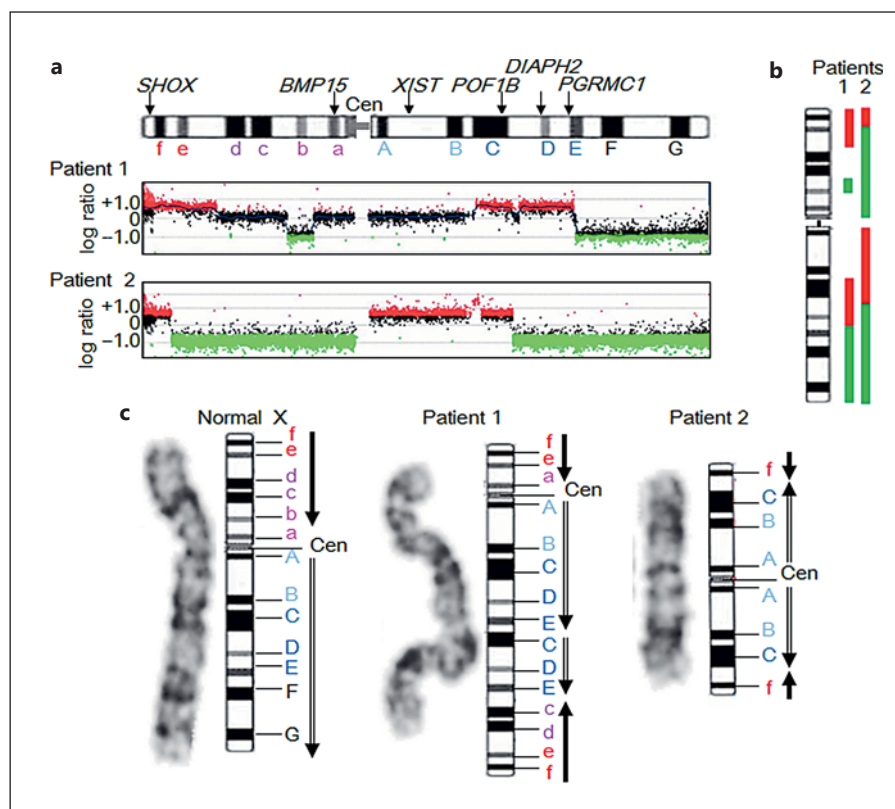 a
b
DIAPH2
SHOX BMP15 XIST POF1B PGRMC1
Cen
f e d c b a A B C D E F G
Patient 1
+1.0
0
−1.0
log ratio
Patient 2
+1.0
0
−1.0
log ratio
Patients
1 2
c
Normal X
f
e
d
c
b
a
Cen
A
B
C
D
E
F
G
Patient 1
f
e
a
Cen
A
B
C
D
E
C
D
E
c
d
e
f
Patient 2
f
C
B
A
Cen
A
B
C
f